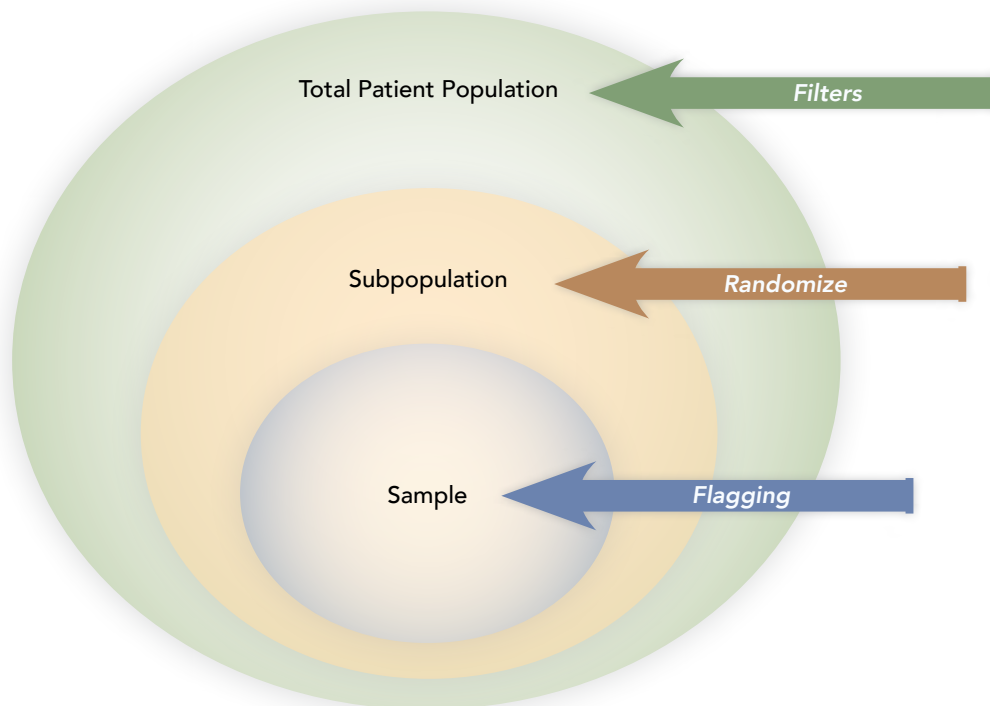 Total Patient Population
Filters
Subpopulation
Randomize
Sample
Flagging